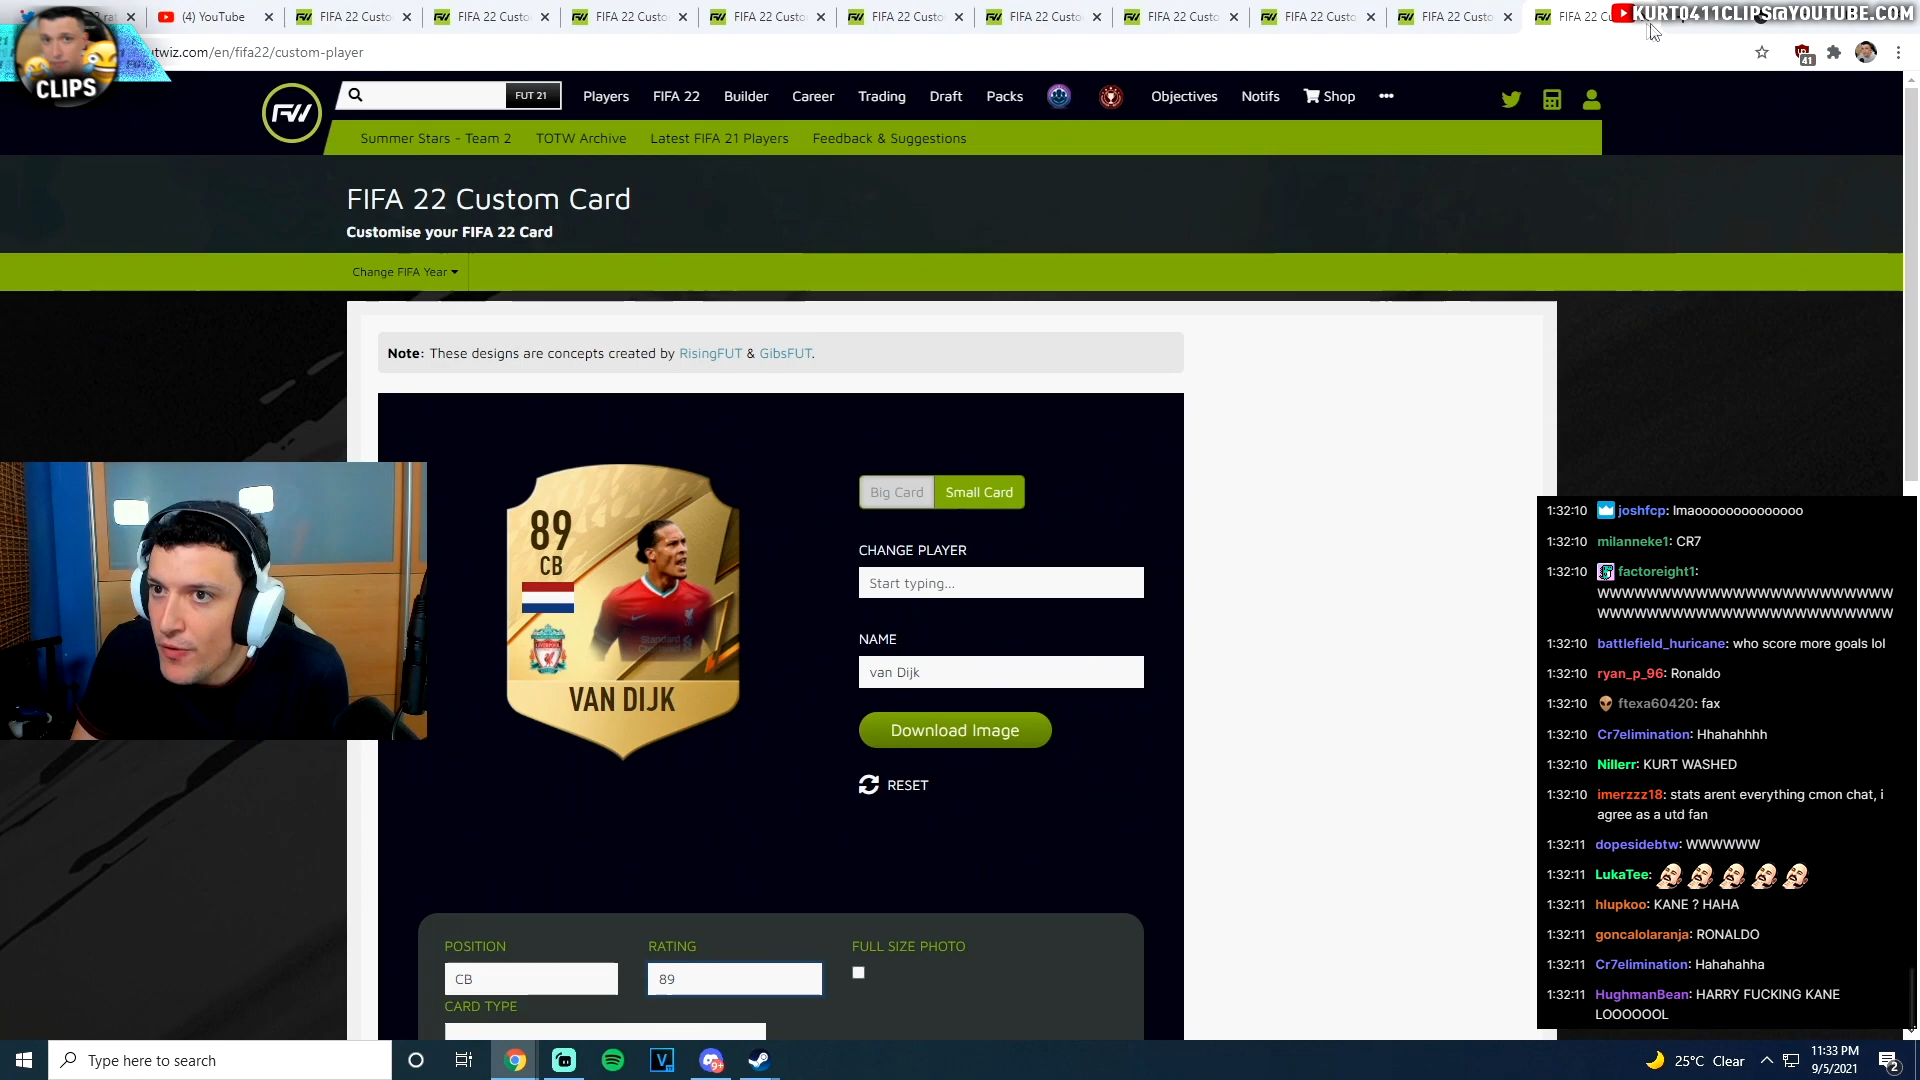 (4) YouTube
FIFA 22 Custo
FIFA 22 Custo
FIFA 22 Custo
FIFA 22 Custo
FIFA 22 Custo
FIFA 22 Custo
FIFA 22 Custo
FIFA 22 Custo
FIFA 22 Custo
FIFA 22
KURT0411CLIPS@YOUTUBE.COM
CLIPS
twiz.com/en/fifa22/custom-player
41
FW
FUT 21
Players FIFA 22 Builder Career Trading Draft Packs Objectives Notifs Shop •••
Summer Stars - Team 2 TOTW Archive Latest FIFA 21 Players Feedback & Suggestions
FIFA 22 Custom Card
Customise your FIFA 22 Card
Change FIFA Year
Note: These designs are concepts created by RisingFUT & GibsFUT.
89
CB
Standard
VAN DIJK
Big Card Small Card
CHANGE PLAYER
Start typing...
NAME
van Dijk
Download Image
RESET
POSITION RATING FULL SIZE PHOTO
CB 89
CARD TYPE
1:32:10 joshfcp: lmaoooooooooooooo
1:32:10 milanneke1: CR7
1:32:10 factoreight1:
WWWWWWWWWWWWWWWWWWWWWWWW
WWWWWWWWWWWWWWWWWWWWWWWW
1:32:10 battlefield_huricane: who score more goals lol
1:32:10 ryan_p_96: Ronaldo
1:32:10 ftexa60420: fax
1:32:10 Cr7elimination: Hhahahhhh
1:32:10 Nillerr: KURT WASHED
1:32:10 imerzzz18: stats arent everything cmon chat, i
agree as a utd fan
1:32:11 dopesidebtw: WWWWWW
1:32:11 LukaTee:
1:32:11 hlupkoo: KANE ? HAHA
1:32:11 goncalolaranja: RONALDO
1:32:11 Cr7elimination: Hahahahha
1:32:11 HughmanBean: HARRY FUCKING KANE
LOOOOOOL
Type here to search
9+
25°C Clear
11:33 PM
9/5/2021
2